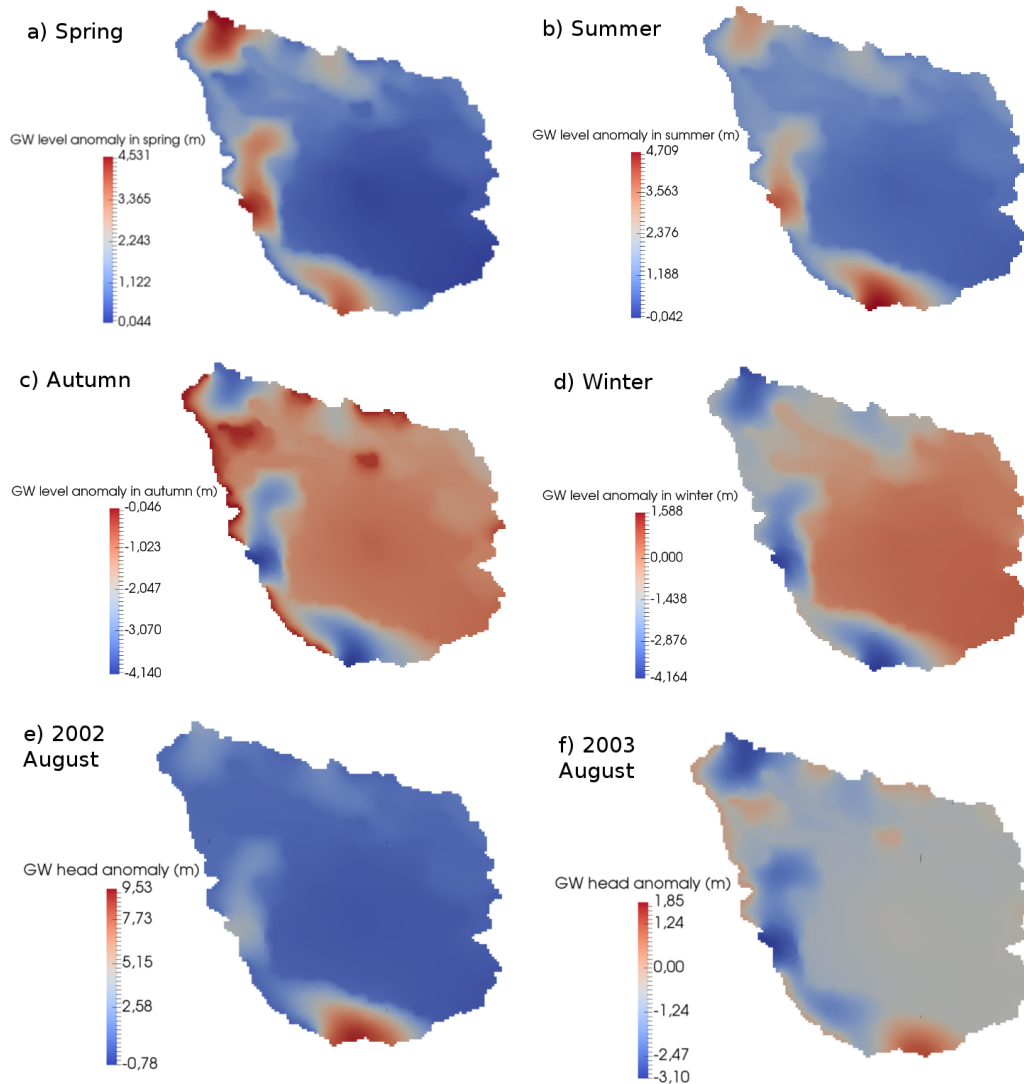 a) Spring
GW level anomaly in spring (m)
4,531
3,365
2,243
1,122
0,044
b) Summer
GW level anomaly in summer (m)
4,709
3,563
2,376
1,188
-0,042
c) Autumn
GW level anomaly in autumn (m)
-0,046
-1,023
-2,047
-3,070
-4,140
d) Winter
GW level anomaly in winter (m)
1,588
0,000
-1,438
-2,876
-4,164
e) 2002
August
GW head anomaly (m)
9,53
7,73
5,15
2,58
-0,78
f) 2003
August
GW head anomaly (m)
1,85
1,24
0,00
-1,24
-2,47
-3,10